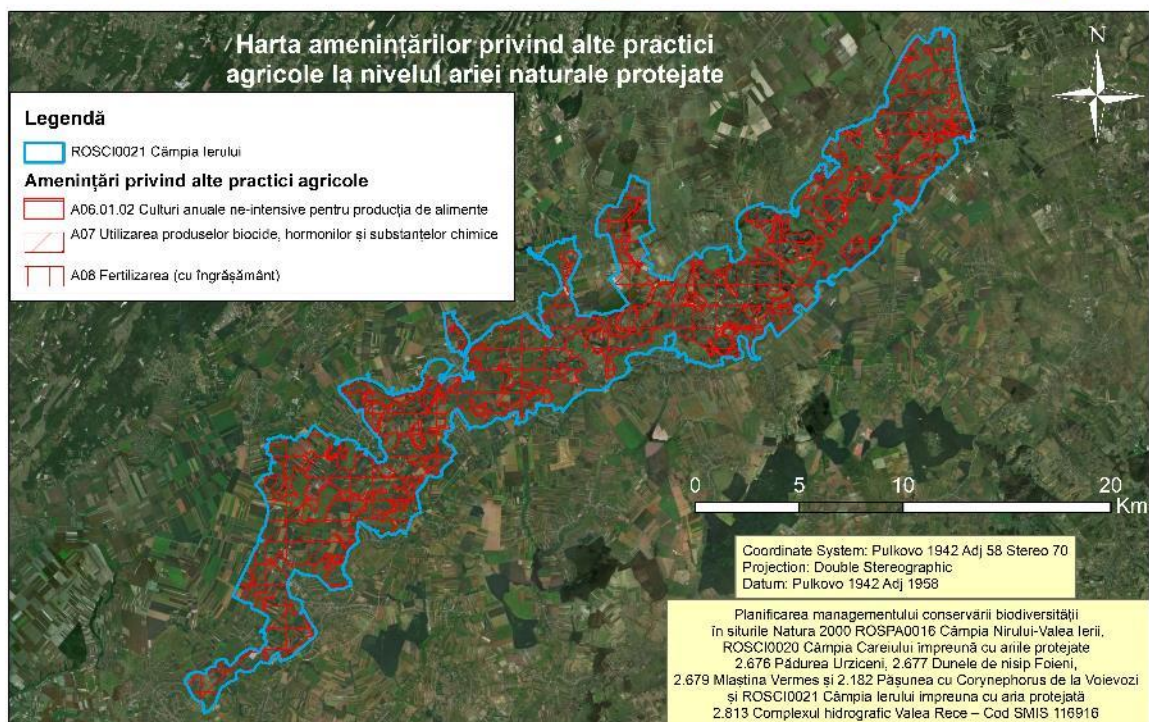 Harta amenințărilor privind alte practici
agricole la nivelul ariei naturale protejate
N
Legendă
ROSCI0021 Câmpia Ierului
Amenințări privind alte practici agricole
A06.01.02 Culturi anuale ne-intensive pentru producția de alimente
A07 Utilizarea produselor biocide, hormonilor și substanțelor chimice
A08 Fertilizarea (cu îngrășământ)
0 5 10 20
Km
Coordinate System: Pulkovo 1942 Adj 58 Stereo 70
Projection: Double Stereographic
Datum: Pulkovo 1942 Adj 1958
Planificarea managementului conservării biodiversității
în siturile Natura 2000 ROSPA0016 Câmpia Nirului-Valea Ierii,
ROSCI0020 Câmpia Careiului împreună cu ariile protejate
2.676 Pădurea Urziceni, 2.677 Dunele de nisip Foieni,
2.679 Mlaștina Vermes și 2.182 Pășunea cu Corynephorus de la Voievozi
și ROSCI0021 Câmpia Ierului împreuna cu aria protejată
2.813 Complexul hidrografic Valea Rece – Cod SMIS 116916